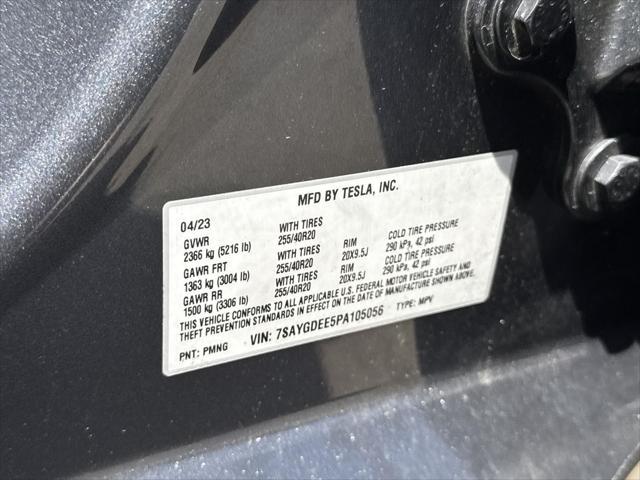 MFD BY TESLA, INC.
04/23
GVWR WITH TIRES
2366 kg (5216 lb) 255/40R20 RIM COLD TIRE PRESSURE
GAWR FRT WITH TIRES 20X9.5J 290 kPa, 42 psi
1363 kg (3004 lb) 255/40R20 RIM COLD TIRE PRESSURE
GAWR RR WITH TIRES 20X9.5J 290 kPa, 42 psi
1500 kg (3306 lb) 255/40R20
THIS VEHICLE CONFORMS TO ALL APPLICABLE U.S. FEDERAL MOTOR VEHICLE SAFETY AND
THEFT PREVENTION STANDARDS IN EFFECT ON THE DATE OF MANUFACTURE SHOWN ABOVE.
PNT: PMNG VIN: 7SAYGDEE5PA105056 TYPE: MPV